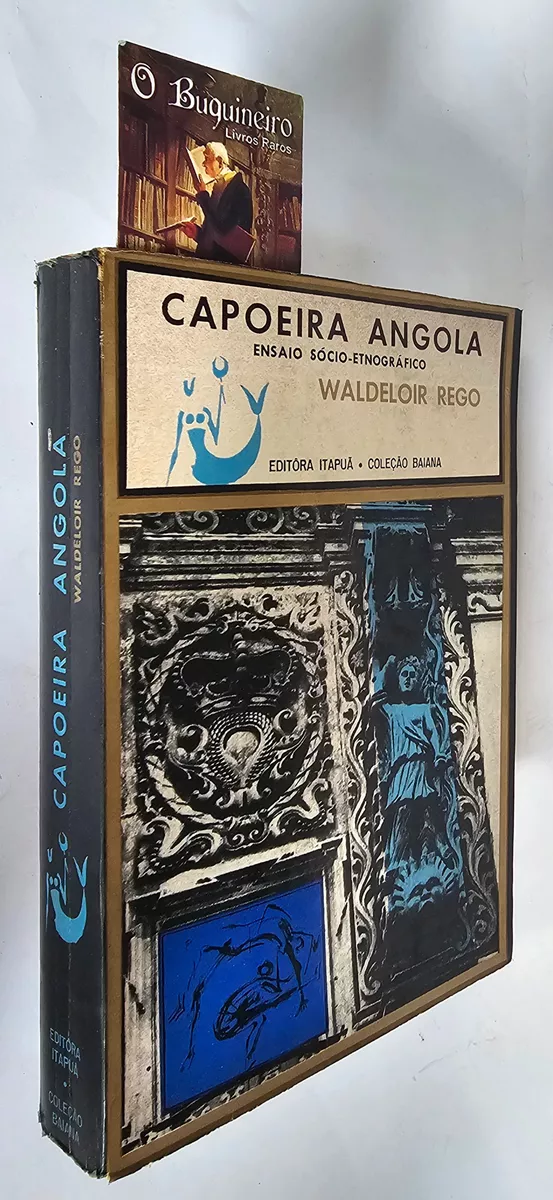 O Buquineiro
Livros Raros
CAPOEIRA ANGOLA
ENSAIO SÓCIO-ETNOGRÁFICO
WALDELOIR REGO
EDITÔRA ITAPUÃ • COLEÇÃO BAIANA
CAPOEIRA ANGOLA
WALDELOIR REGO
EDITÔRA
ITAPUÃ
•
COLEÇÃO
BAIANA